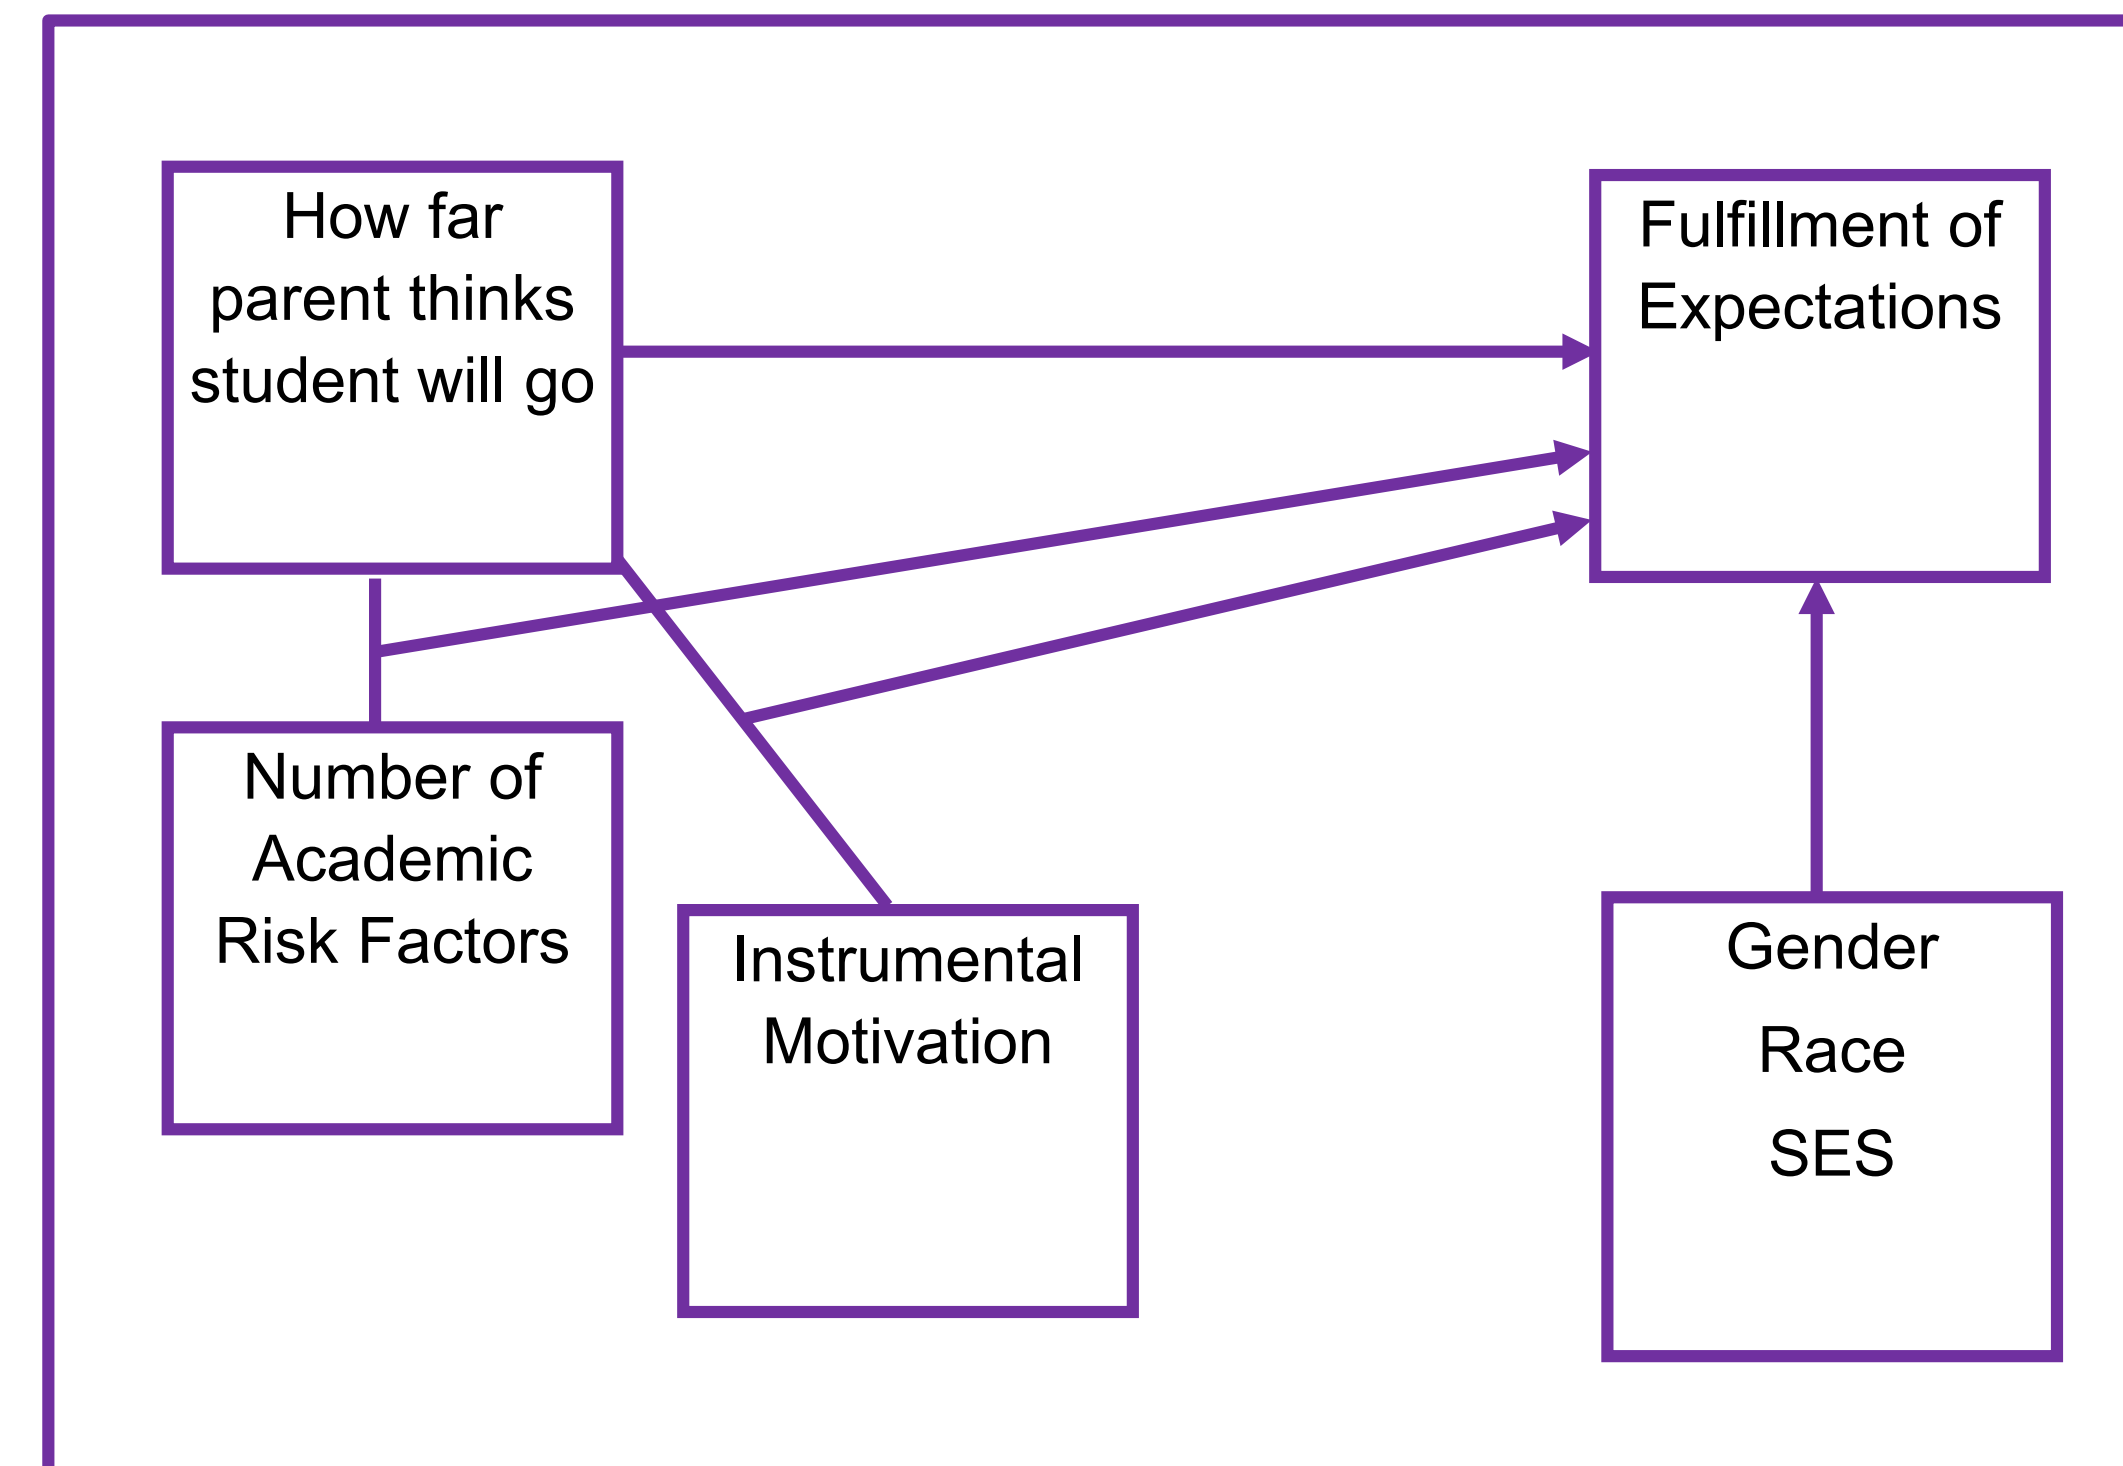 How far
parent thinks
student will go
Fulfillment of
Expectations
Number of
Academic
Risk Factors
Instrumental
Motivation
Gender
Race
SES